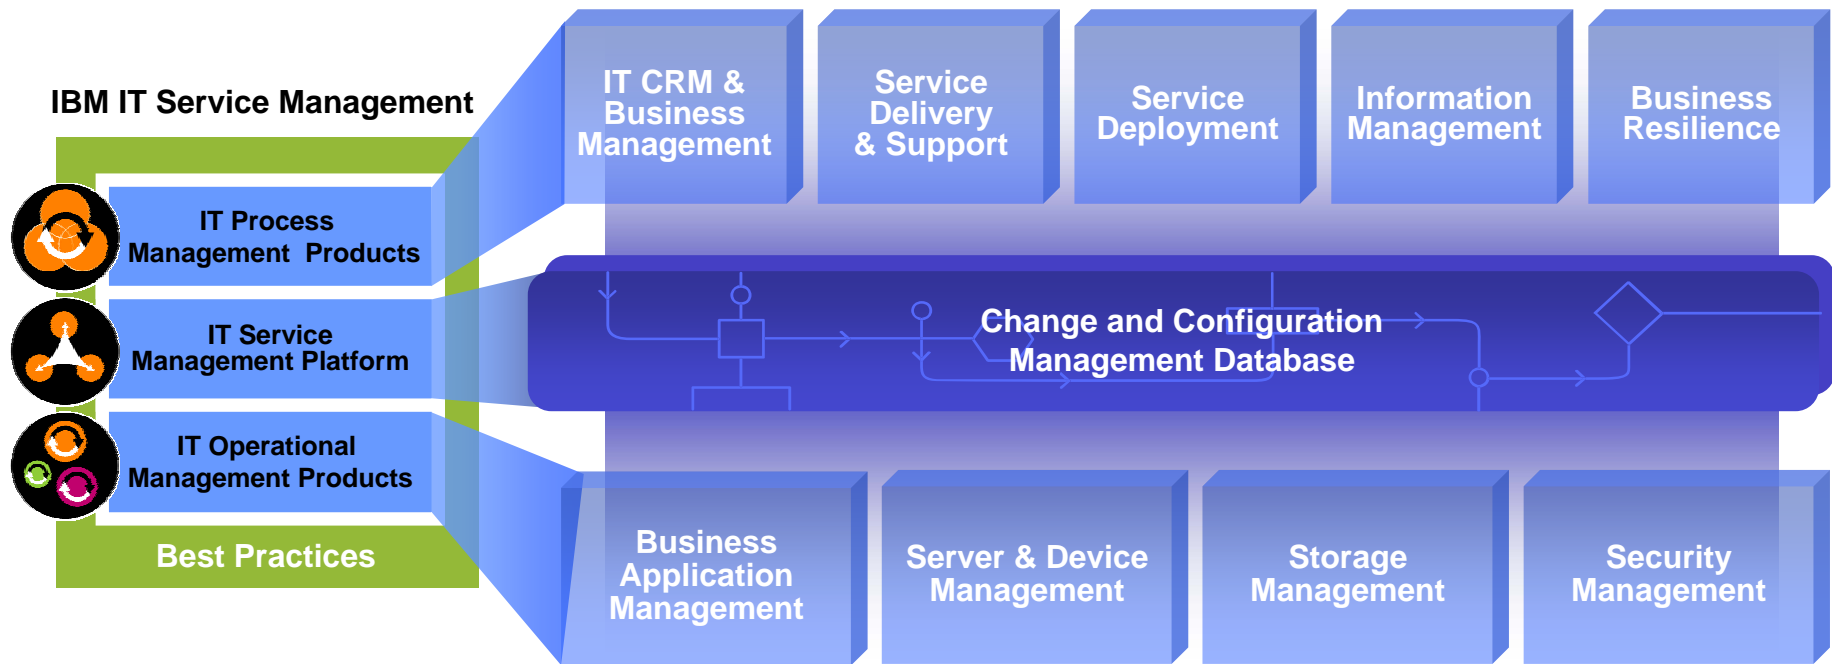 IBM IT Service Management
IT Process
Management Products
IT Service
Management Platform
IT Operational
Management Products
Best Practices
IT CRM &
Business
Management
Service
Delivery
& Support
Service
Deployment
Information
Management
Business
Resilience
Change and Configuration
Management Database
Business
Application
Management
Server & Device
Management
Storage
Management
Security
Management